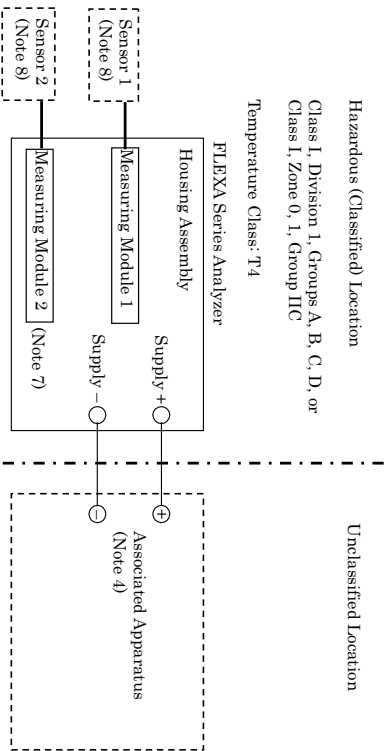 Hazardous (Classified) Location
Unclassified Location
Class I, Division 1, Groups A, B, C, D, or
Class I, Zone 0, 1, Group IIC
Temperature Class: T4
FLEXA Series Analyzer
Housing Assembly
Sensor 1
(Note 8)
Measuring Module 1
Supply +
+
Associated Apparatus
(Note 4)
Sensor 2
(Note 8)
Measuring Module 2
(Note 7)
Supply –
–